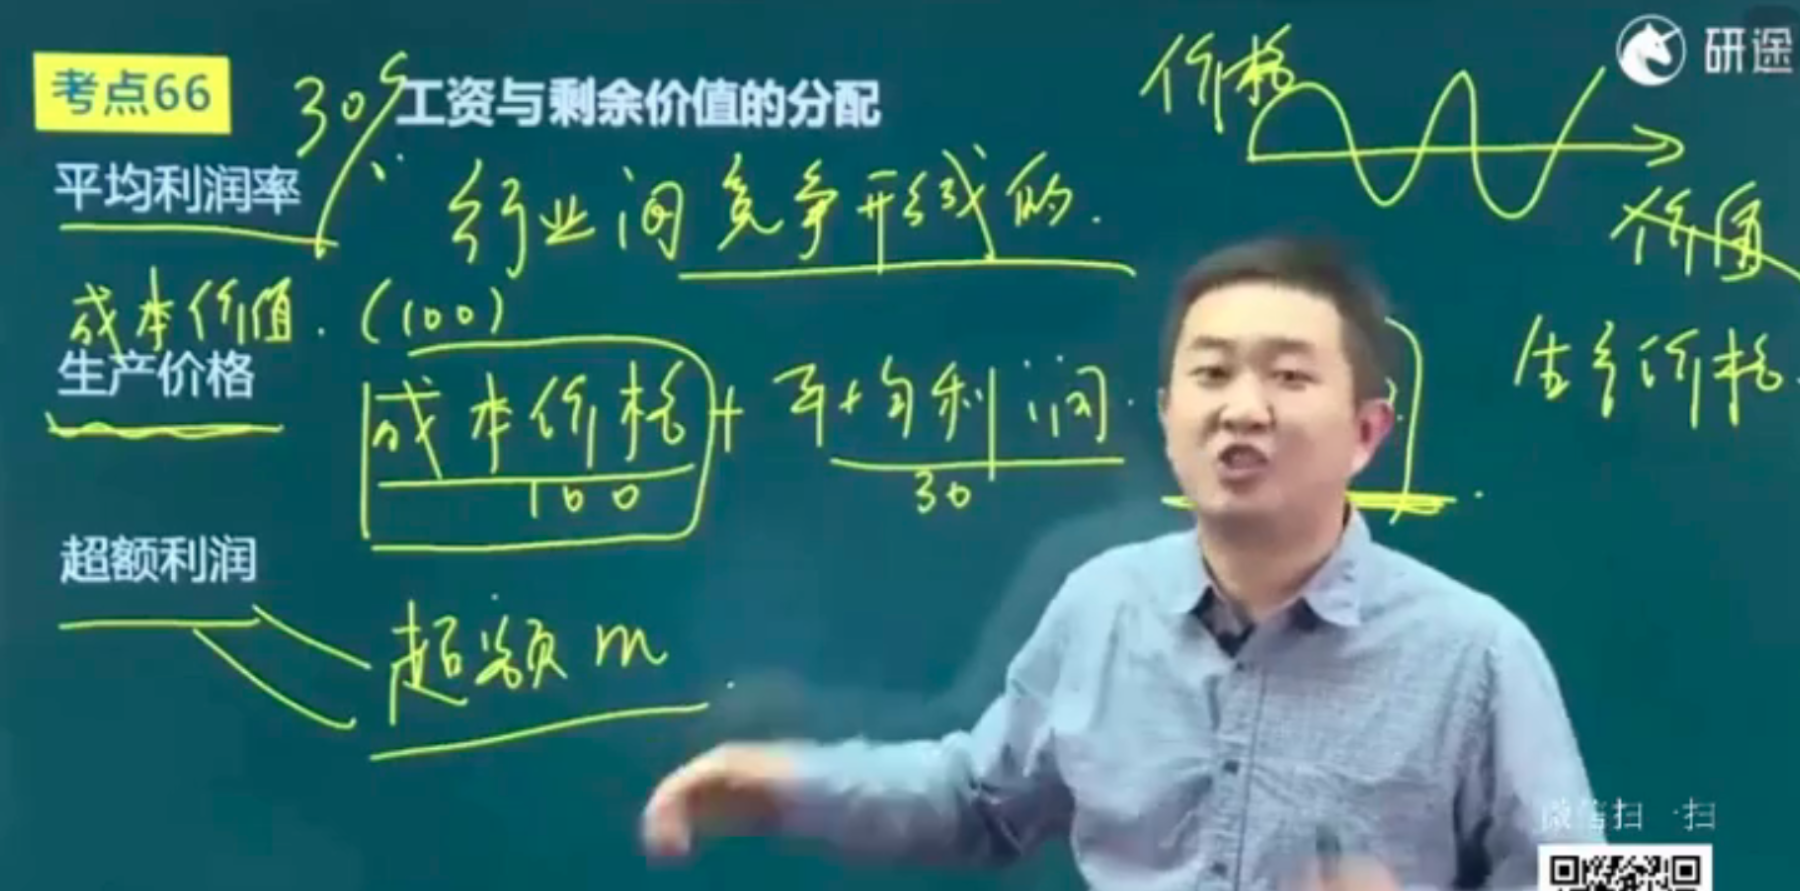 研途
考点66 30% 工资与剩余价值的分配
价格
平均利润率 行业间竞争形成的.
价值
成本价值.(100)
生产价格 成本价格+平均利润.
生产价格.
100 30
超额利润
超额m
微信扫一扫